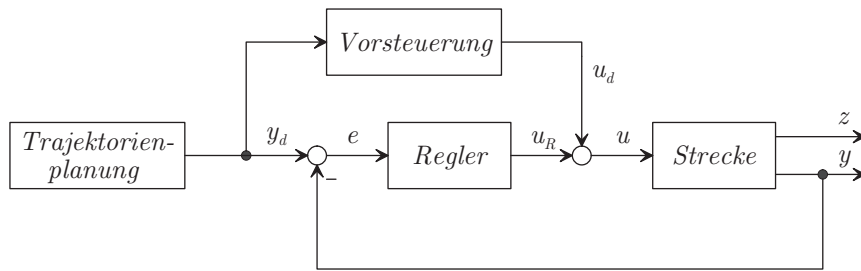 Vorsteuerung
u_d
Trajektorien-
planung
y_d
e
Regler
u_R
u
Strecke
z
y
−